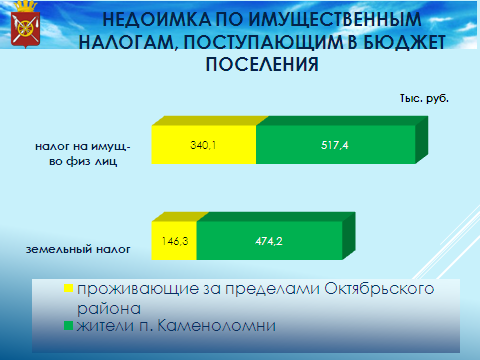 НЕДОИМКА ПО ИМУЩЕСТВЕННЫМ
НАЛОГАМ, ПОСТУПАЮЩИМ В БЮДЖЕТ
ПОСЕЛЕНИЯ
Тыс. руб.
налог на имущ-
во физ лиц
340,1
517,4
земельный налог
146,3
474,2
проживающие за пределами Октябрьского
района
жители п. Каменоломни